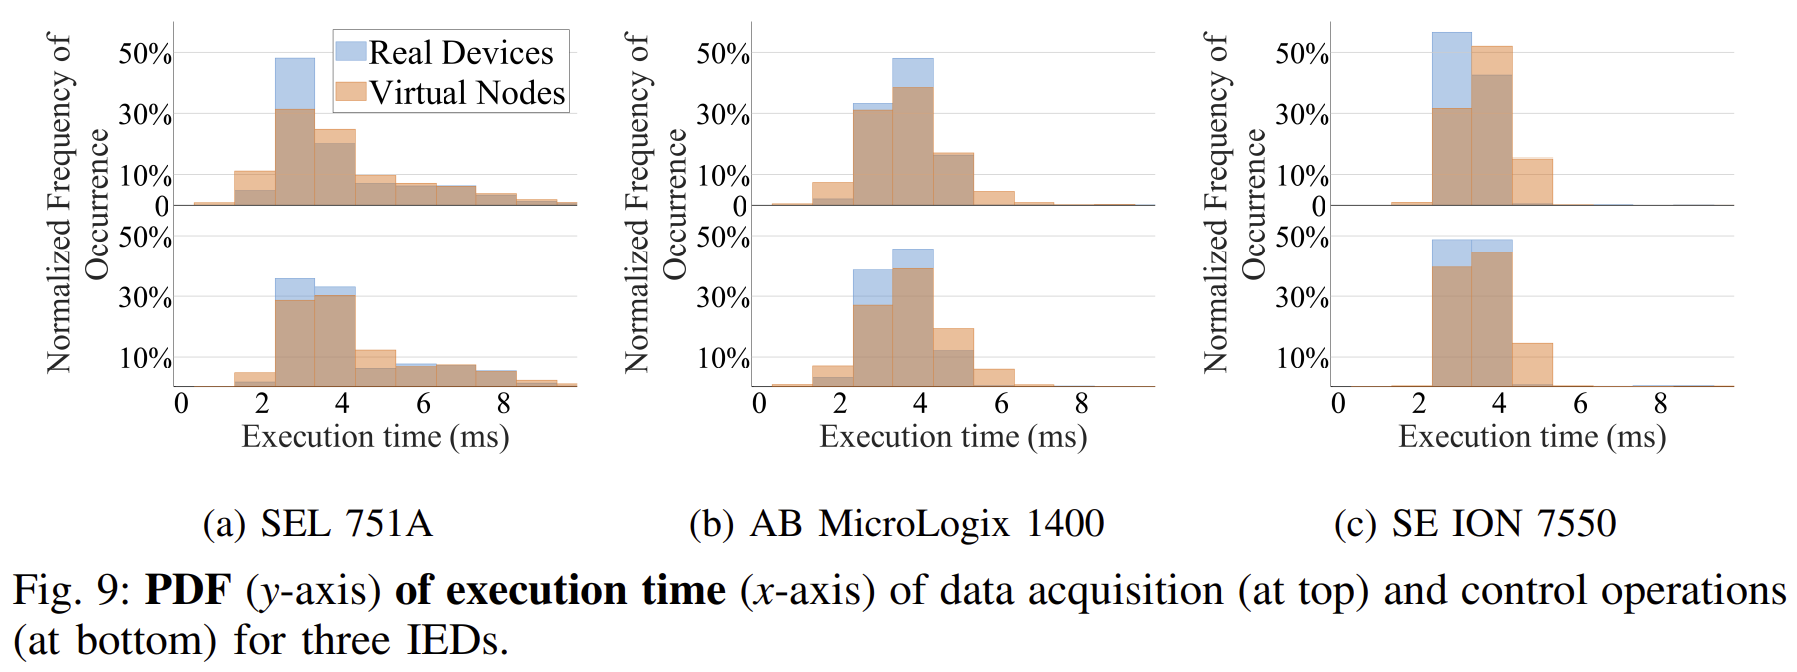 Normalized Frequency of
Occurrence
50%
30%
10%
0
50%
30%
10%
0 2 4 6 8
Execution time (ms)
Real Devices
Virtual Nodes
(a) SEL 751A
Normalized Frequency of
Occurrence
50%
30%
10%
0
50%
30%
10%
0 2 4 6 8
Execution time (ms)
(b) AB MicroLogix 1400
Normalized Frequency of
Occurrence
50%
30%
10%
0
50%
30%
10%
0 2 4 6 8
Execution time (ms)
(c) SE ION 7550
Fig. 9: PDF (y-axis) of execution time (x-axis) of data acquisition (at top) and control operations
(at bottom) for three IEDs.